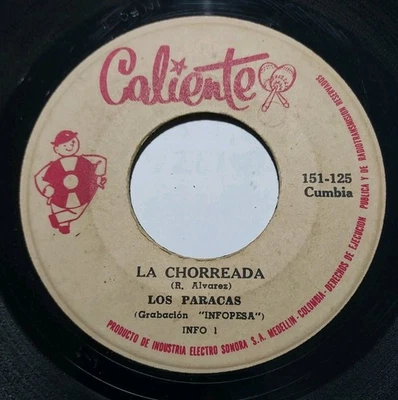 Caliente
151-125
Cumbia
LA CHORREADA
(R. Alvarez)
LOS PARACAS
(Grabación "INFOPESA")
INFO 1
PRODUCTO DE INDUSTRIA ELECTRO SONORA S.A. MEDELLIN-COLOMBIA-DERECHOS DE EJECUCION PUBLICA Y DE RADIOTRANSMISION RESERVADOS